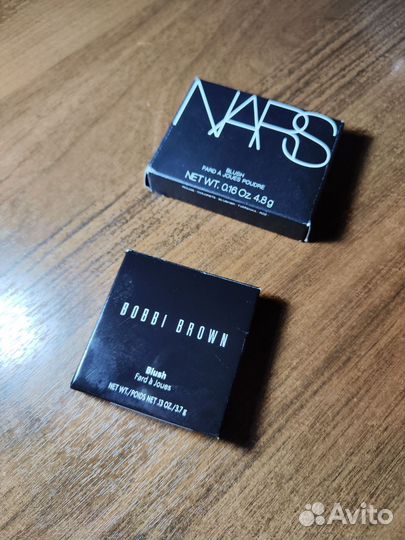 NARS
BLUSH
FARD À JOUES POUDRE
NET WT. 0.16 Oz. 4.8 g
BOBBI BROWN
Blush
Fard à Joues
NET WT./POIDS NET .13 OZ./3.7 g
Avito